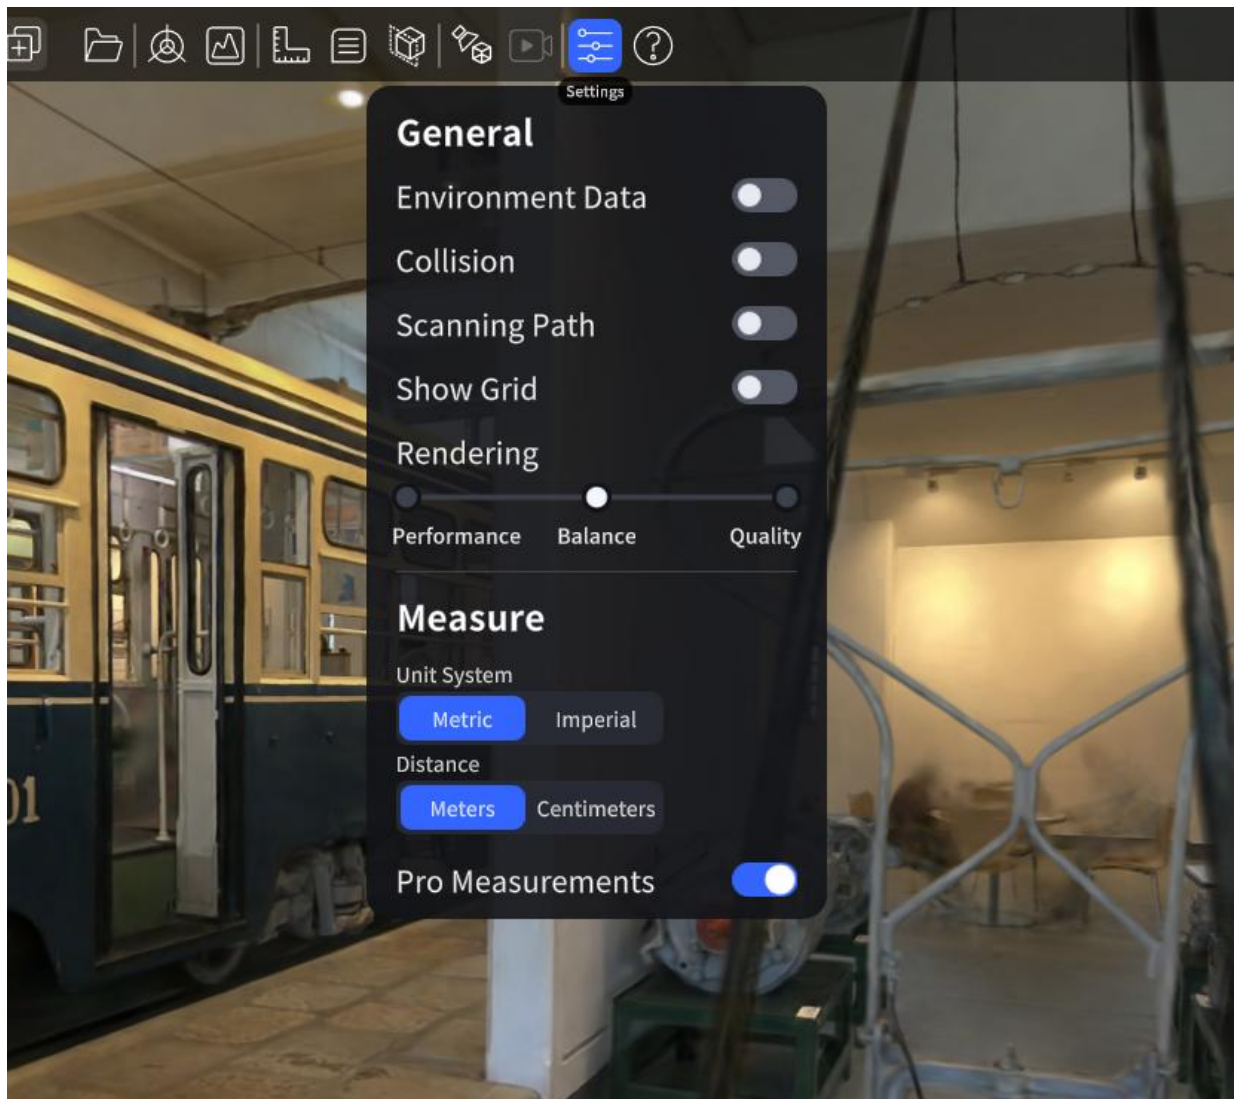 Settings
General
Environment Data
Collision
Scanning Path
Show Grid
Rendering
Performance Balance Quality
Measure
Unit System
Metric Imperial
Distance
Meters Centimeters
Pro Measurements
01